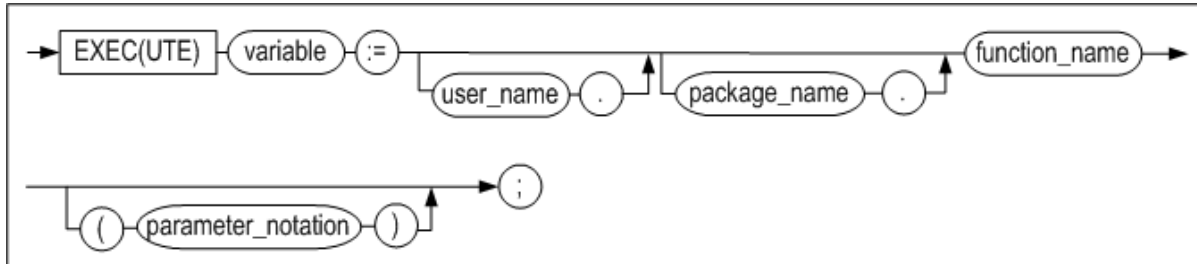 EXEC(UTE) variable := function_name
user_name . package_name .
;
( parameter_notation )